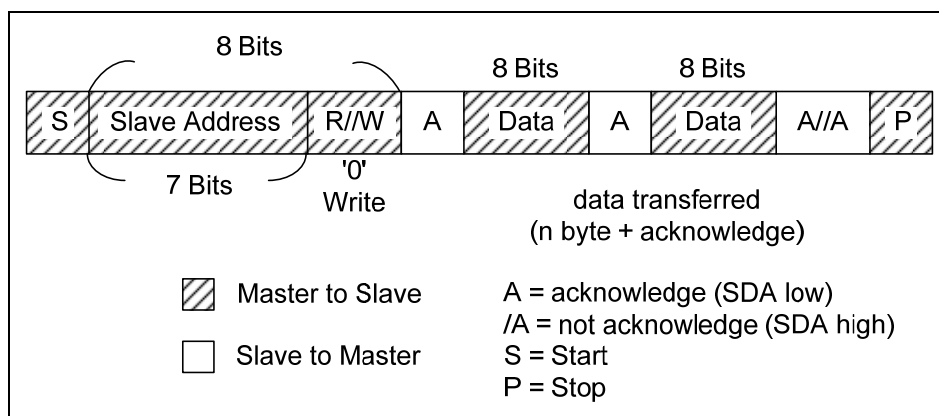 8 Bits
8 Bits 8 Bits
S Slave Address R//W A Data A Data A//A P
7 Bits
'0'
Write
data transferred
(n byte + acknowledge)
Master to Slave
Slave to Master
A = acknowledge (SDA low)
/A = not acknowledge (SDA high)
S = Start
P = Stop